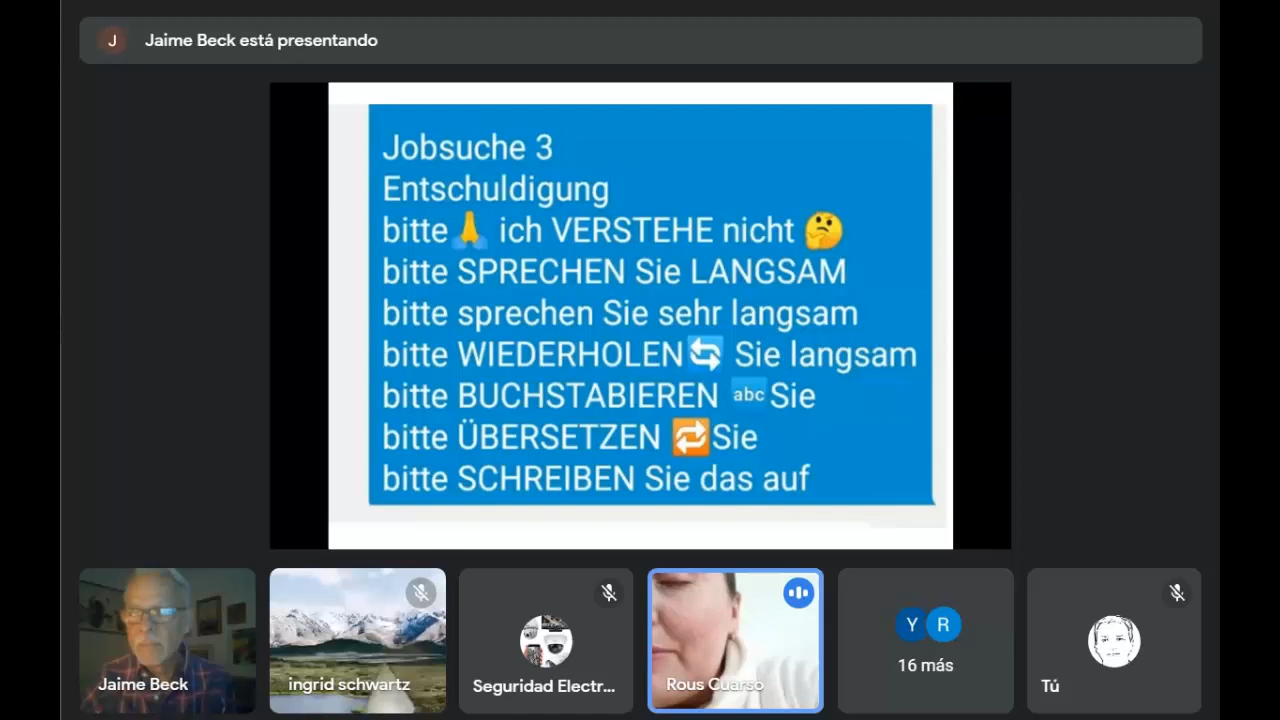 J Jaime Beck está presentando
Jobsuche 3
Entschuldigung
bitte🙏 ich VERSTEHE nicht 🤔
bitte SPRECHEN Sie LANGSAM
bitte sprechen Sie sehr langsam
bitte WIEDERHOLEN🔄 Sie langsam
bitte BUCHSTABIEREN abc Sie
bitte ÜBERSETZEN 🔁Sie
bitte SCHREIBEN Sie das auf
Y R
16 más
Jaime Beck
ingrid schwartz
Seguridad Electr...
Rous Cuarso
Tú